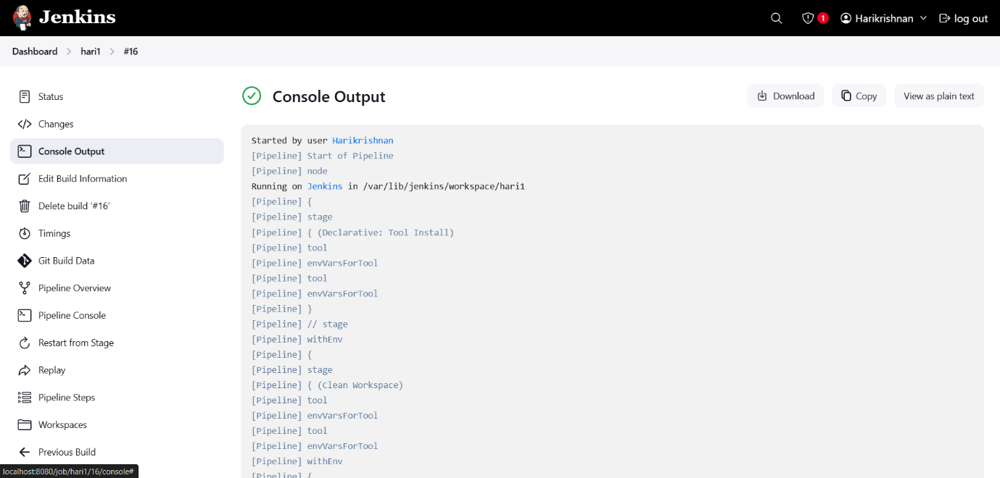 Jenkins
1 Harikrishnan log out
Dashboard hari1 #16
Status
Changes
Console Output
Edit Build Information
Delete build ‘#16’
Timings
Git Build Data
Pipeline Overview
Pipeline Console
Restart from Stage
Replay
Pipeline Steps
Workspaces
Previous Build
localhost:8080/job/hari1/16/console#
Console Output
Download Copy View as plain text
Started by user Harikrishnan
[Pipeline] Start of Pipeline
[Pipeline] node
Running on Jenkins in /var/lib/jenkins/workspace/hari1
[Pipeline] {
[Pipeline] stage
[Pipeline] { (Declarative: Tool Install)
[Pipeline] tool
[Pipeline] envVarsForTool
[Pipeline] tool
[Pipeline] envVarsForTool
[Pipeline] }
[Pipeline] // stage
[Pipeline] withEnv
[Pipeline] {
[Pipeline] stage
[Pipeline] { (Clean Workspace)
[Pipeline] tool
[Pipeline] envVarsForTool
[Pipeline] tool
[Pipeline] envVarsForTool
[Pipeline] withEnv
[Pipeline] {